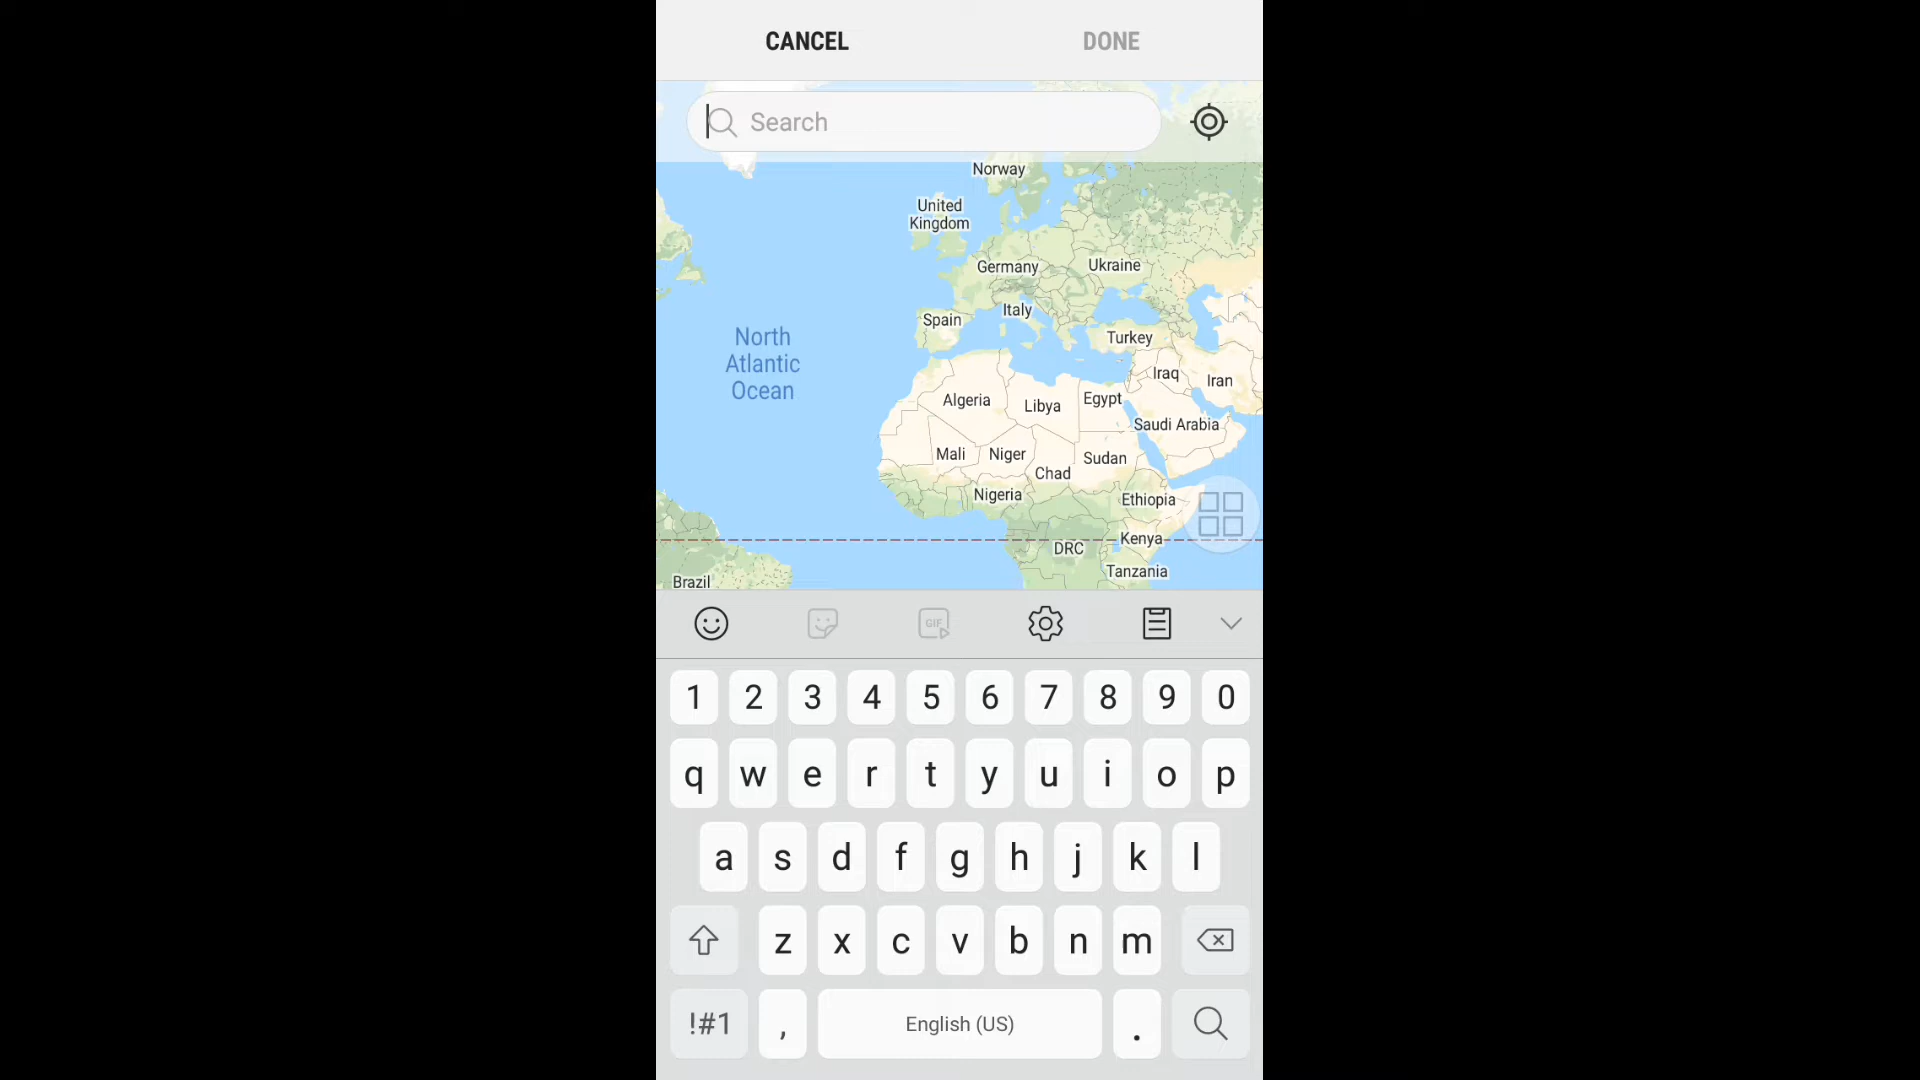 CANCEL DONE
Search
Norway
United
Kingdom
Germany
Ukraine
Italy
Spain
Turkey
North
Atlantic
Ocean
Iraq
Iran
Algeria
Libya
Egypt
Saudi Arabia
Mali
Niger
Sudan
Chad
Nigeria
Ethiopia
Kenya
DRC
Tanzania
Brazil
GIF
1 2 3 4 5 6 7 8 9 0
q w e r t y u i o p
a s d f g h j k l
z x c v b n m
!#1 , English (US) .